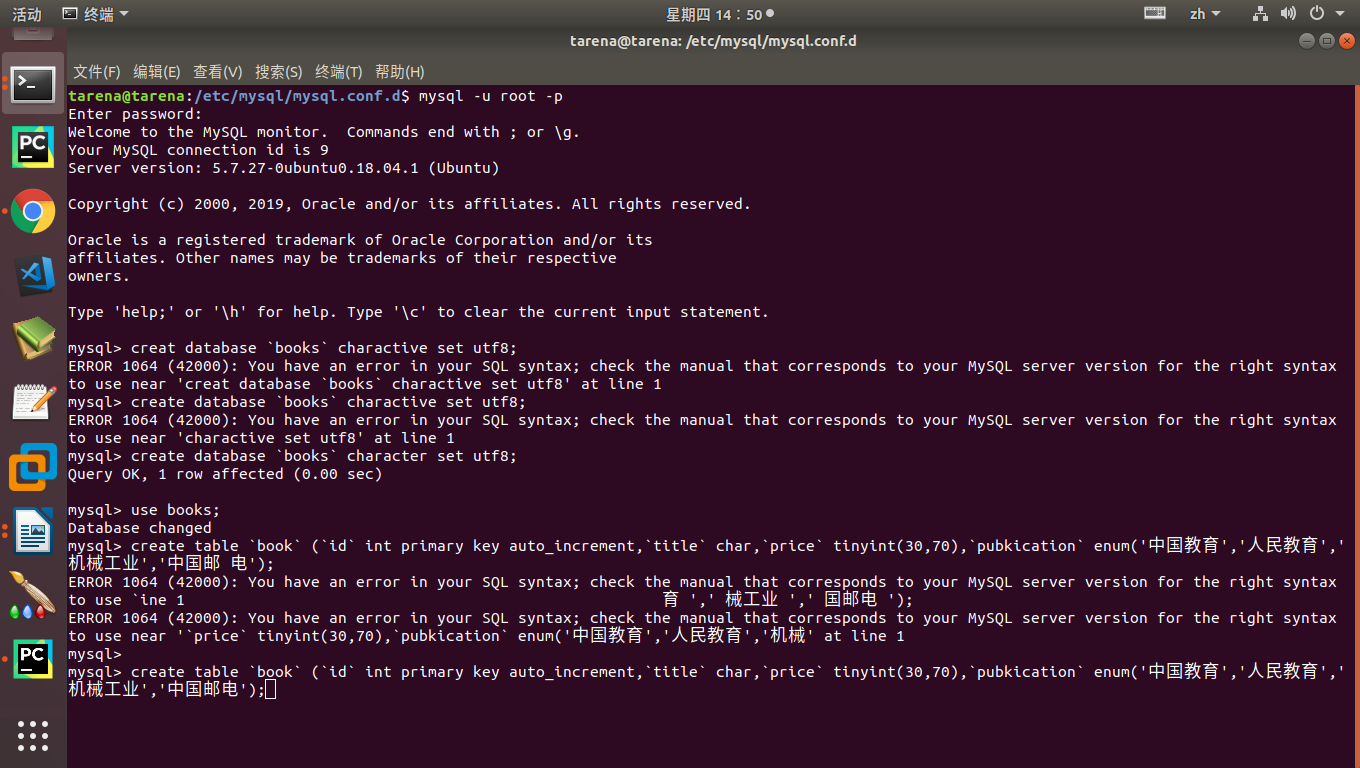 活动 终端 星期四 14：50 zh
tarena@tarena: /etc/mysql/mysql.conf.d
文件(F) 编辑(E) 查看(V) 搜索(S) 终端(T) 帮助(H)
tarena@tarena:/etc/mysql/mysql.conf.d$ mysql -u root -p
Enter password:
Welcome to the MySQL monitor.  Commands end with ; or \g.
Your MySQL connection id is 9
Server version: 5.7.27-0ubuntu0.18.04.1 (Ubuntu)
Copyright (c) 2000, 2019, Oracle and/or its affiliates. All rights reserved.
Oracle is a registered trademark of Oracle Corporation and/or its
affiliates. Other names may be trademarks of their respective
owners.
Type 'help;' or '\h' for help. Type '\c' to clear the current input statement.
mysql> creat database `books` charactive set utf8;
ERROR 1064 (42000): You have an error in your SQL syntax; check the manual that corresponds to your MySQL server version for the right syntax
to use near 'creat database `books` charactive set utf8' at line 1
mysql> create database `books` charactive set utf8;
ERROR 1064 (42000): You have an error in your SQL syntax; check the manual that corresponds to your MySQL server version for the right syntax
to use near 'charactive set utf8' at line 1
mysql> create database `books` character set utf8;
Query OK, 1 row affected (0.00 sec)
mysql> use books;
Database changed
mysql> create table `book` (`id` int primary key auto_increment,`title` char,`price` tinyint(30,70),`pubkication` enum('中国教育','人民教育','
机械工业','中国邮 电');
ERROR 1064 (42000): You have an error in your SQL syntax; check the manual that corresponds to your MySQL server version for the right syntax
to use `ine 1 育 ',' 械工业 ',' 国邮电 ');
ERROR 1064 (42000): You have an error in your SQL syntax; check the manual that corresponds to your MySQL server version for the right syntax
to use near '`price` tinyint(30,70),`pubkication` enum('中国教育','人民教育','机械' at line 1
mysql>
mysql> create table `book` (`id` int primary key auto_increment,`title` char,`price` tinyint(30,70),`pubkication` enum('中国教育','人民教育','
机械工业','中国邮电');
PC
PC